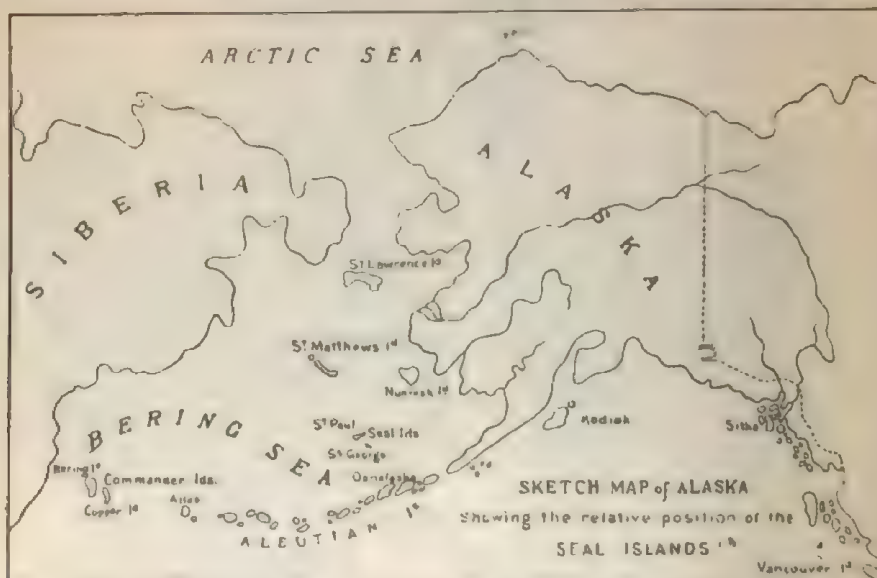 ARCTIC SEA
ALASKA
SIBERIA
St Lawrence Id
St Matthews Id
Nunivak Id
BERING SEA
St Paul
Seal Ids
St George
Kodiak
Sitka
Bering Id
Commander Ids.
Copper Id
Attoo
Oonalaska
ALEUTIAN Is
SKETCH MAP of ALASKA
Showing the relative position of the
SEAL ISLANDS
Vancouver Id